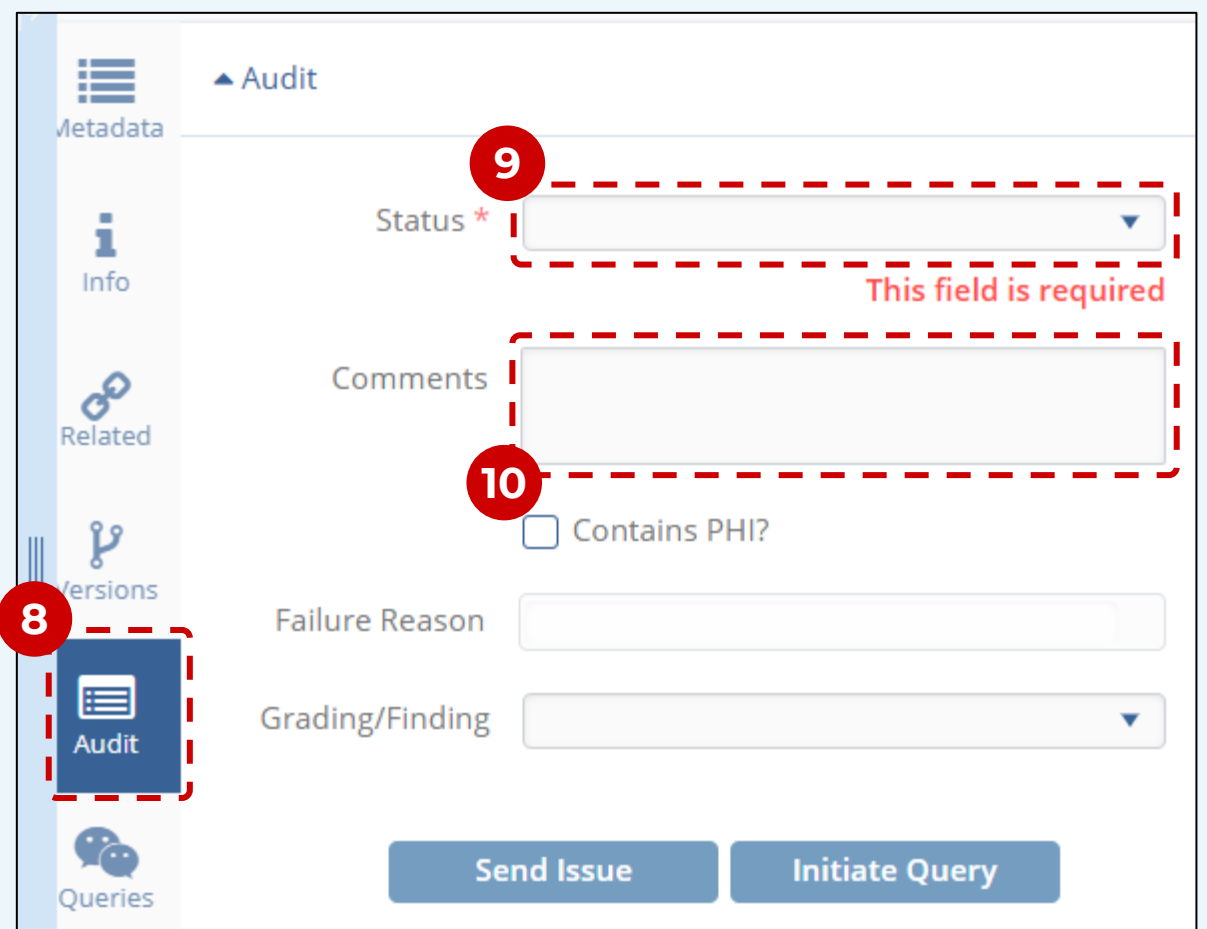 Metadata
Audit
9
Status *
This field is required
Info
Comments
Related
10
Contains PHI?
Versions
8
Failure Reason
Audit
Grading/Finding
Queries
Send Issue
Initiate Query